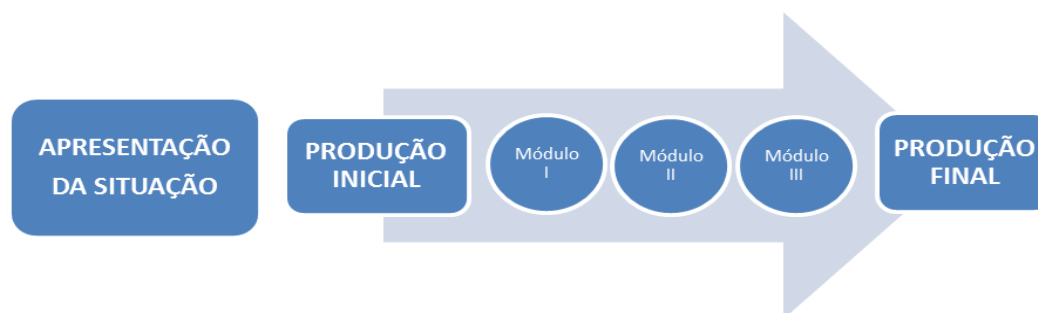 APRESENTAÇÃO
DA SITUAÇÃO
PRODUÇÃO
INICIAL
Módulo
I
Módulo
II
Módulo
III
PRODUÇÃO
FINAL